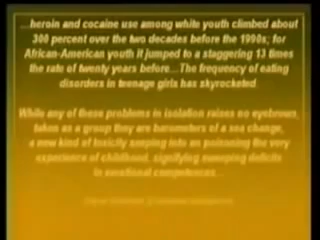 ...heroin and cocaine use among white youth climbed about
300 percent over the two decades before the 1990s; for
African-American youth it jumped to a staggering 13 times
the rate of twenty years before...The frequency of eating
disorders in teenage girls has skyrocketed
While any of these problems in isolation raises no eyebrows,
taken as a group they are barometers of a sea change,
a new kind of toxicity seeping into an poisoning the very
experience of childhood, signifying sweeping deficits
in emotional competences...